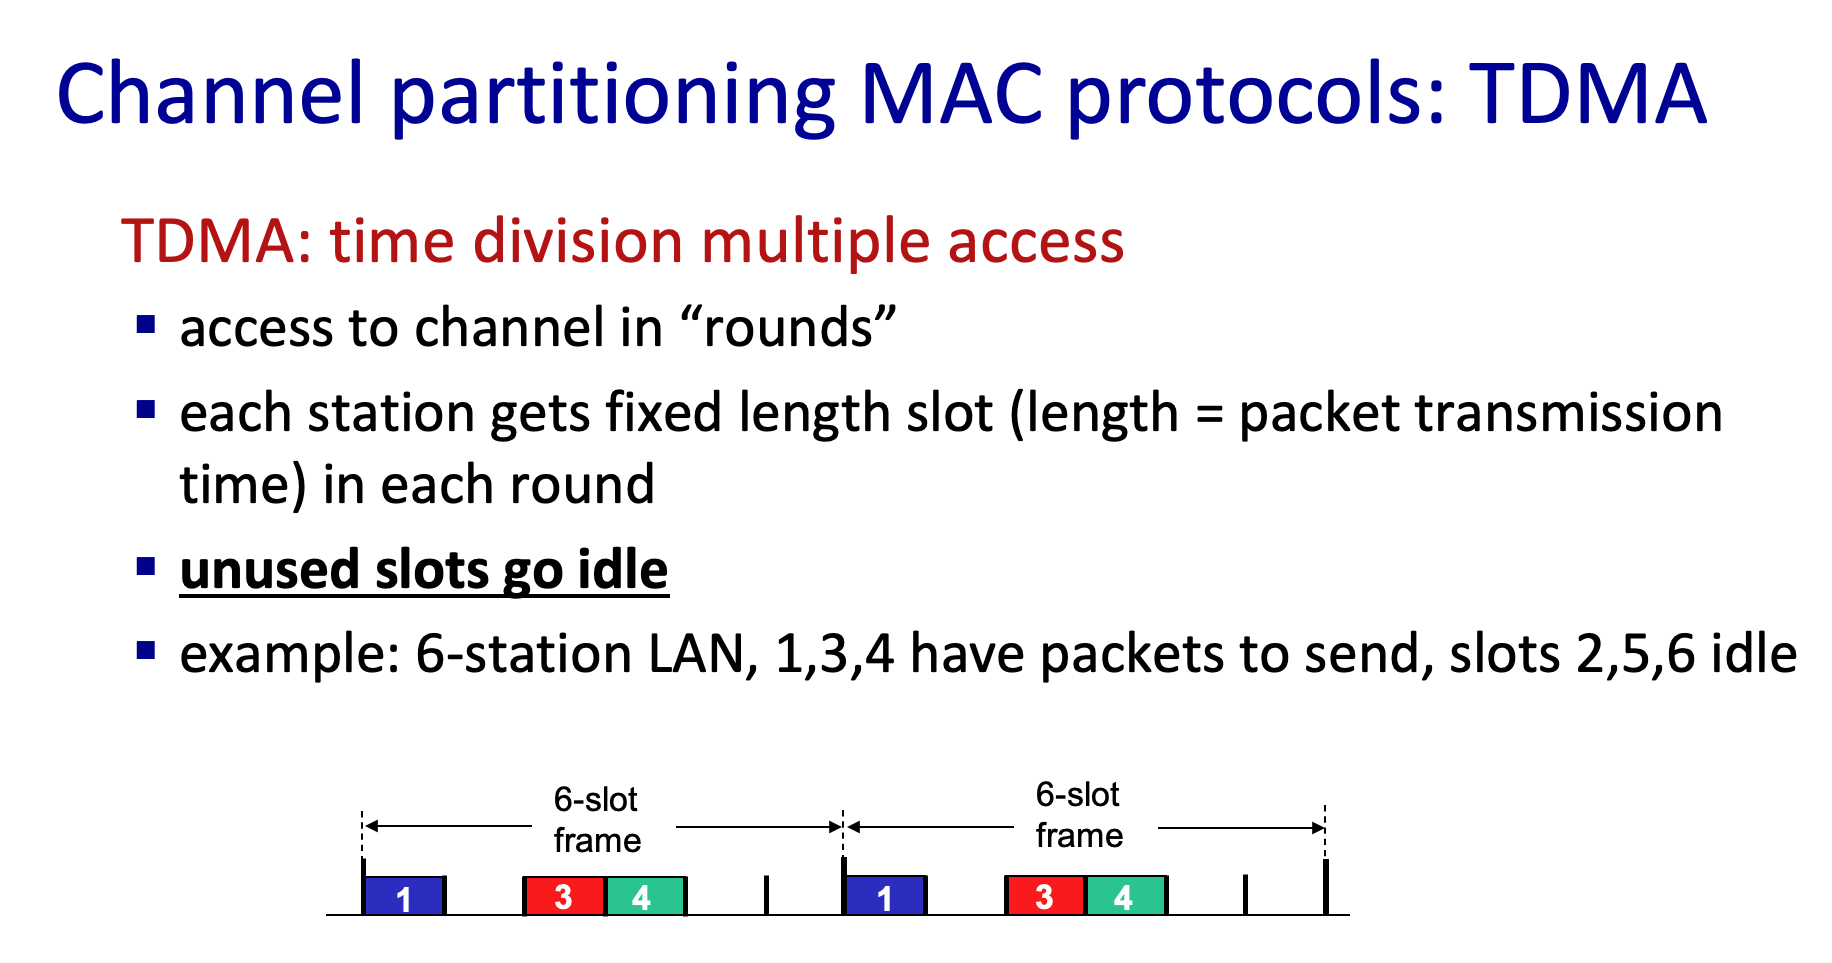 Channel partitioning MAC protocols: TDMA
TDMA: time division multiple access
▪ access to channel in “rounds”
▪ each station gets fixed length slot (length = packet transmission
time) in each round
▪ unused slots go idle
▪ example: 6-station LAN, 1,3,4 have packets to send, slots 2,5,6 idle
6-slot
frame
6-slot
frame
1 3 4 1 3 4